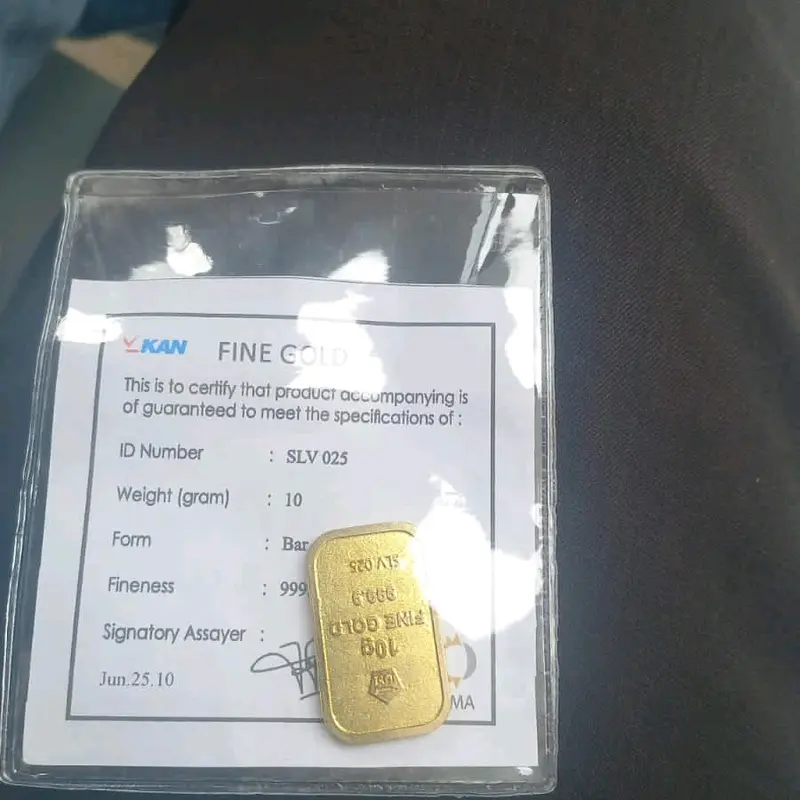 KAN FINE GOLD
This is to certify that product accompanying is
of guaranteed to meet the specifications of :
ID Number : SLV 025
Weight (gram) : 10
Form : Bar
Fineness : 999
Signatory Assayer :
Jun.25.10
MA
SLV 025
999.9
FINE GOLD
10g